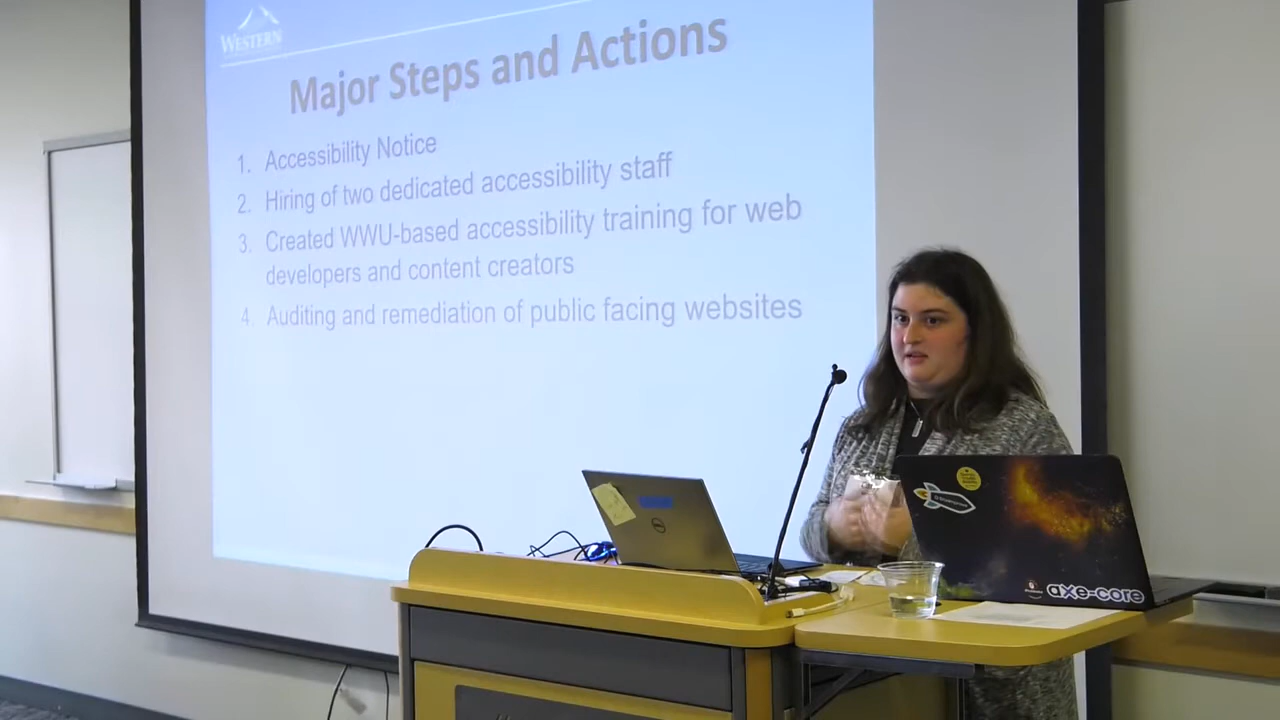 WESTERN
Major Steps and Actions
1. Accessibility Notice
2. Hiring of two dedicated accessibility staff
3. Created WWU-based accessibility training for web
developers and content creators
4. Auditing and remediation of public facing websites
DELL
axe-core